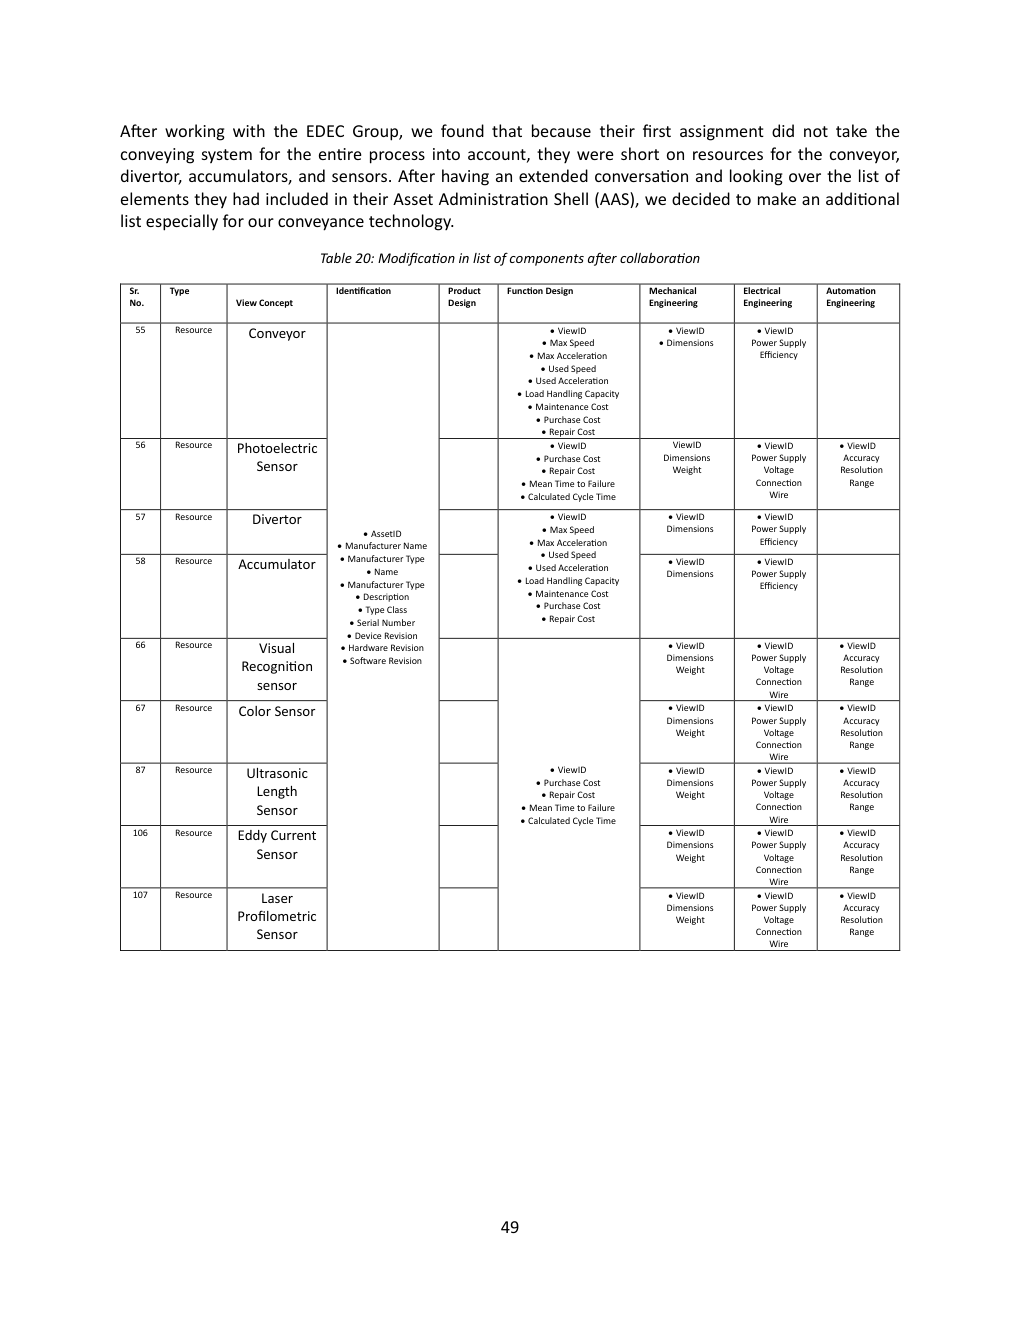 After working with the EDEC Group, we found that because their first assignment did not take the
conveying system for the entire process into account, they were short on resources for the conveyor,
divertor, accumulators, and sensors. After having an extended conversation and looking over the list of
elements they had included in their Asset Administration Shell (AAS), we decided to make an additional
list especially for our conveyance technology.
Table 20: Modification in list of components after collaboration
Sr.
No.
Type
View Concept
Identification
Product
Design
Function Design
Mechanical
Engineering
Electrical
Engineering
Automation
Engineering
55
Resource
Conveyor
• AssetID
• Manufacturer Name
• Manufacturer Type
• Name
• Manufacturer Type
• Description
• Type Class
• Serial Number
• Device Revision
• Hardware Revision
• Software Revision
• ViewID
• Max Speed
• Max Acceleration
• Used Speed
• Used Acceleration
• Load Handling Capacity
• Maintenance Cost
• Purchase Cost
• Repair Cost
• ViewID
• Dimensions
• ViewID
Power Supply
Efficiency
56
Resource
Photoelectric
Sensor
• ViewID
• Purchase Cost
• Repair Cost
• Mean Time to Failure
• Calculated Cycle Time
ViewID
Dimensions
Weight
• ViewID
Power Supply
Voltage
Connection
Wire
• ViewID
Accuracy
Resolution
Range
57
Resource
Divertor
• ViewID
• Max Speed
• Max Acceleration
• Used Speed
• Used Acceleration
• Load Handling Capacity
• Maintenance Cost
• Purchase Cost
• Repair Cost
• ViewID
Dimensions
• ViewID
Power Supply
Efficiency
58
Resource
Accumulator
• ViewID
Dimensions
• ViewID
Power Supply
Efficiency
66
Resource
Visual
Recognition
sensor
• ViewID
• Purchase Cost
• Repair Cost
• Mean Time to Failure
• Calculated Cycle Time
• ViewID
Dimensions
Weight
• ViewID
Power Supply
Voltage
Connection
Wire
• ViewID
Accuracy
Resolution
Range
67
Resource
Color Sensor
• ViewID
Dimensions
Weight
• ViewID
Power Supply
Voltage
Connection
Wire
• ViewID
Accuracy
Resolution
Range
87
Resource
Ultrasonic
Length
Sensor
• ViewID
Dimensions
Weight
• ViewID
Power Supply
Voltage
Connection
Wire
• ViewID
Accuracy
Resolution
Range
106
Resource
Eddy Current
Sensor
• ViewID
Dimensions
Weight
• ViewID
Power Supply
Voltage
Connection
Wire
• ViewID
Accuracy
Resolution
Range
107
Resource
Laser
Profilometric
Sensor
• ViewID
Dimensions
Weight
• ViewID
Power Supply
Voltage
Connection
Wire
• ViewID
Accuracy
Resolution
Range
49